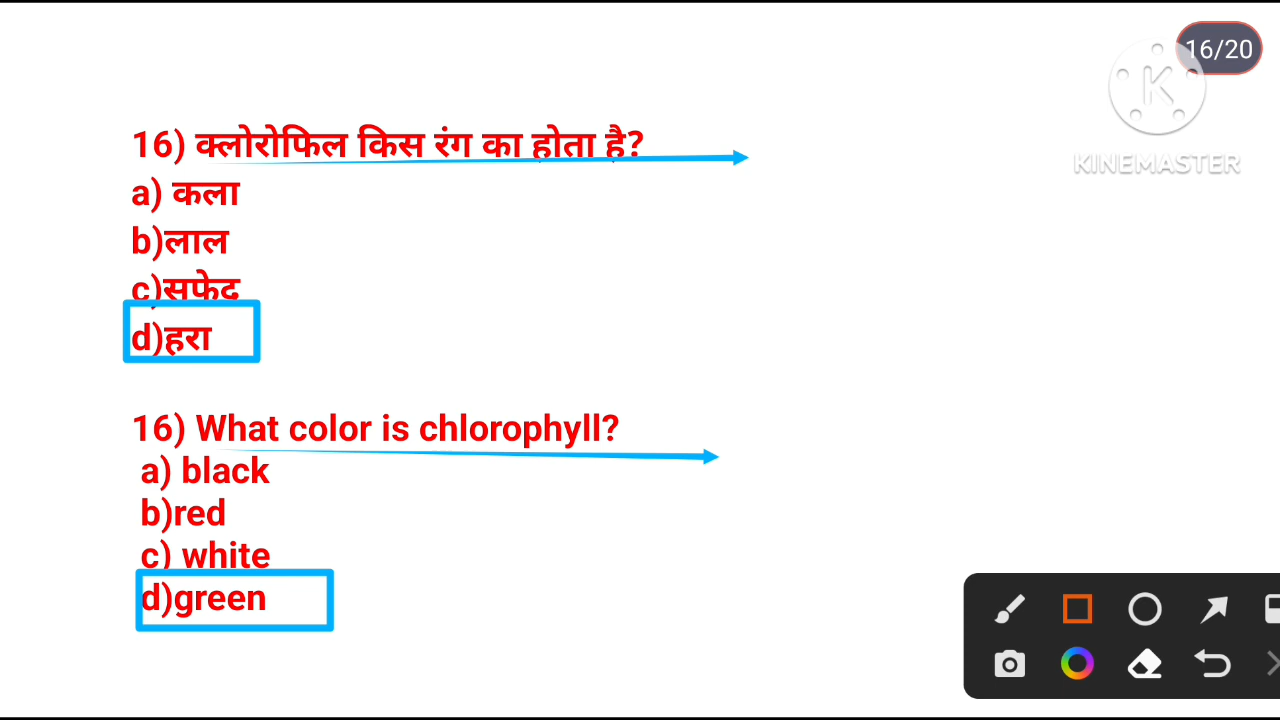 16/20
KINEMASTER
16) क्लोरोफिल किस रंग का होता है?
a) कला
b)लाल
c)सफेद
d)हरा
16) What color is chlorophyll?
a) black
b)red
c) white
d)green